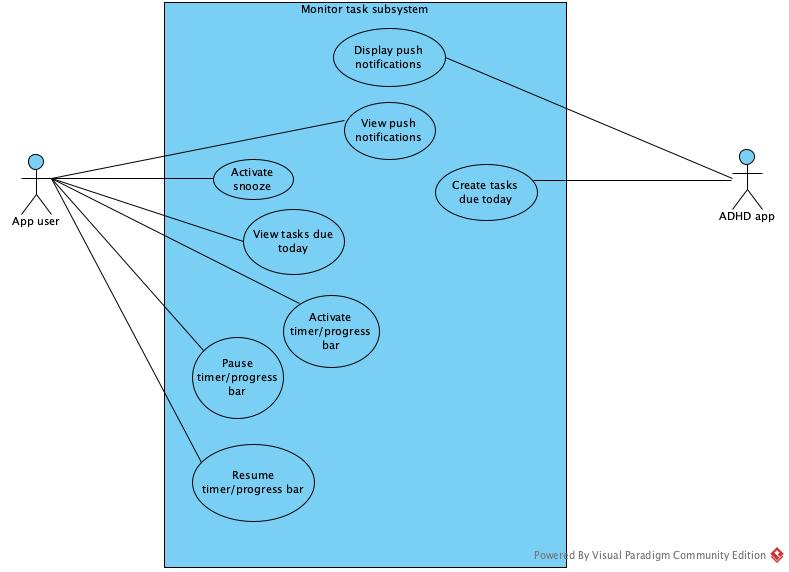 Monitor task subsystem
Display push
notifications
View push
notifications
Activate
snooze
Create tasks
due today
App user
ADHD app
View tasks due
today
Activate
timer/progress
bar
Pause
timer/progress
bar
Resume
timer/progress bar
Powered By Visual Paradigm Community Edition